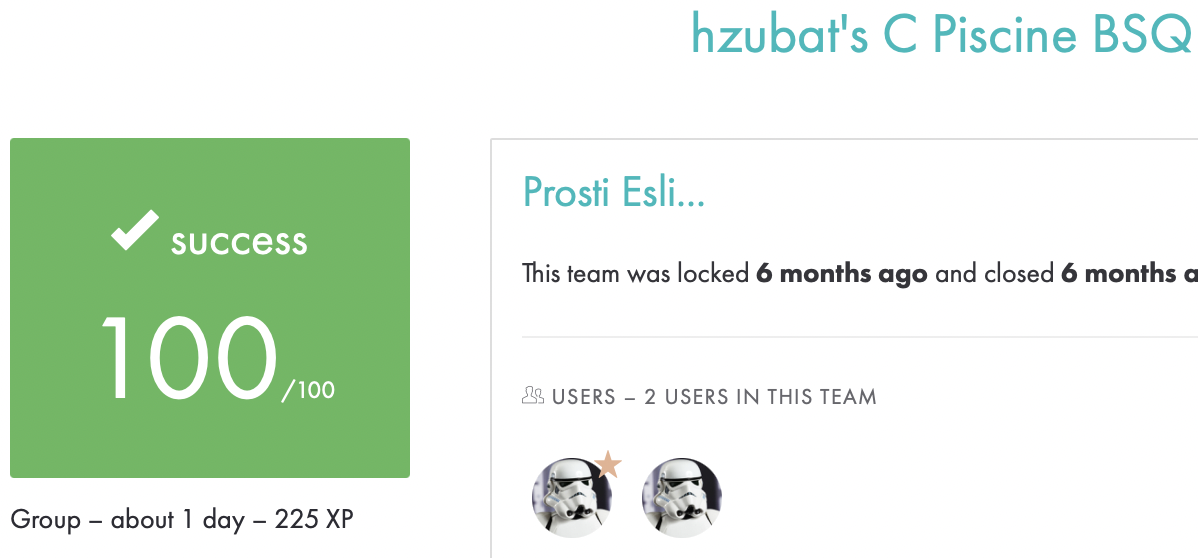 hzubat's C Piscine BSQ
success
100/100
Group – about 1 day – 225 XP
Prosti Esli...
This team was locked 6 months ago and closed 6 months a
USERS – 2 USERS IN THIS TEAM